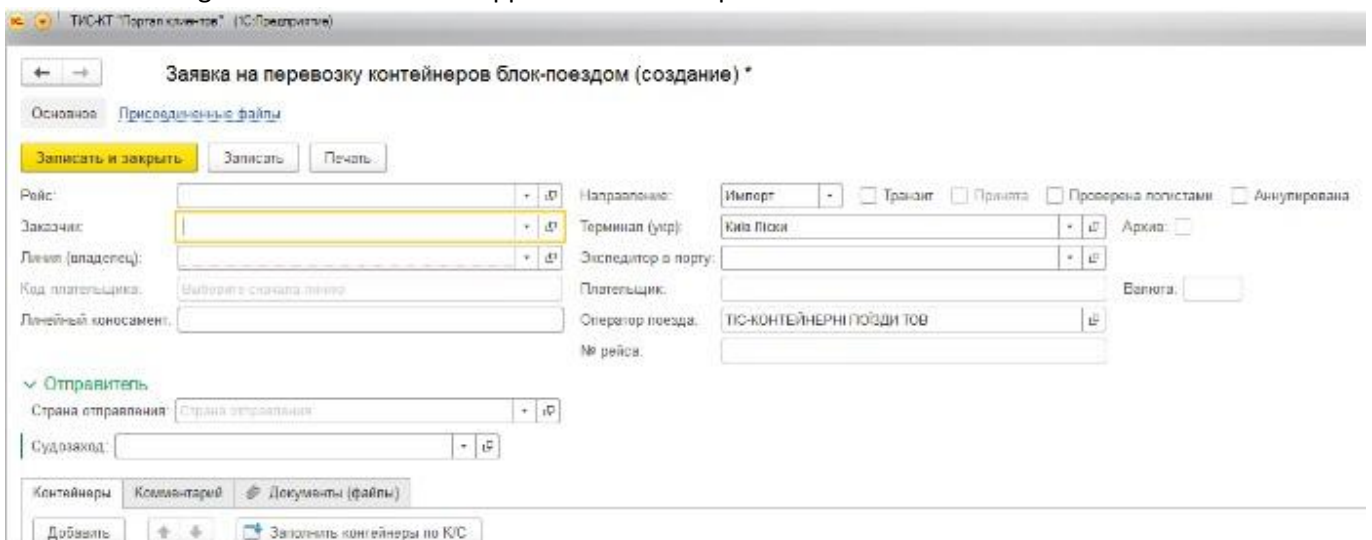 ТИС-КТ "Портал клиентов" (1С:Предприятие)
Заявка на перевозку контейнеров блок-поездом (создание) *
Основное Присоединенные файлы
Записать и закрыть Записать Печать
Рейс: Направление: Импорт Транзит Принята Проверена логистами Аннулирована
Заказчик: Терминал (укр): Київ Ліски Архив:
Линия (владелец): Экспедитор в порту:
Код плательщика: Выберите сначала линию Плательщик: Валюта:
Линейный коносамент: Оператор поезда: ТІС-КОНТЕЙНЕРНІ ПОЇЗДИ ТОВ
№ рейса:
Отправитель
Страна отправления: Страна отправления
Судозаход:
Контейнеры Комментарий Документы (файлы)
Добавить Заполнить контейнеры по К/С